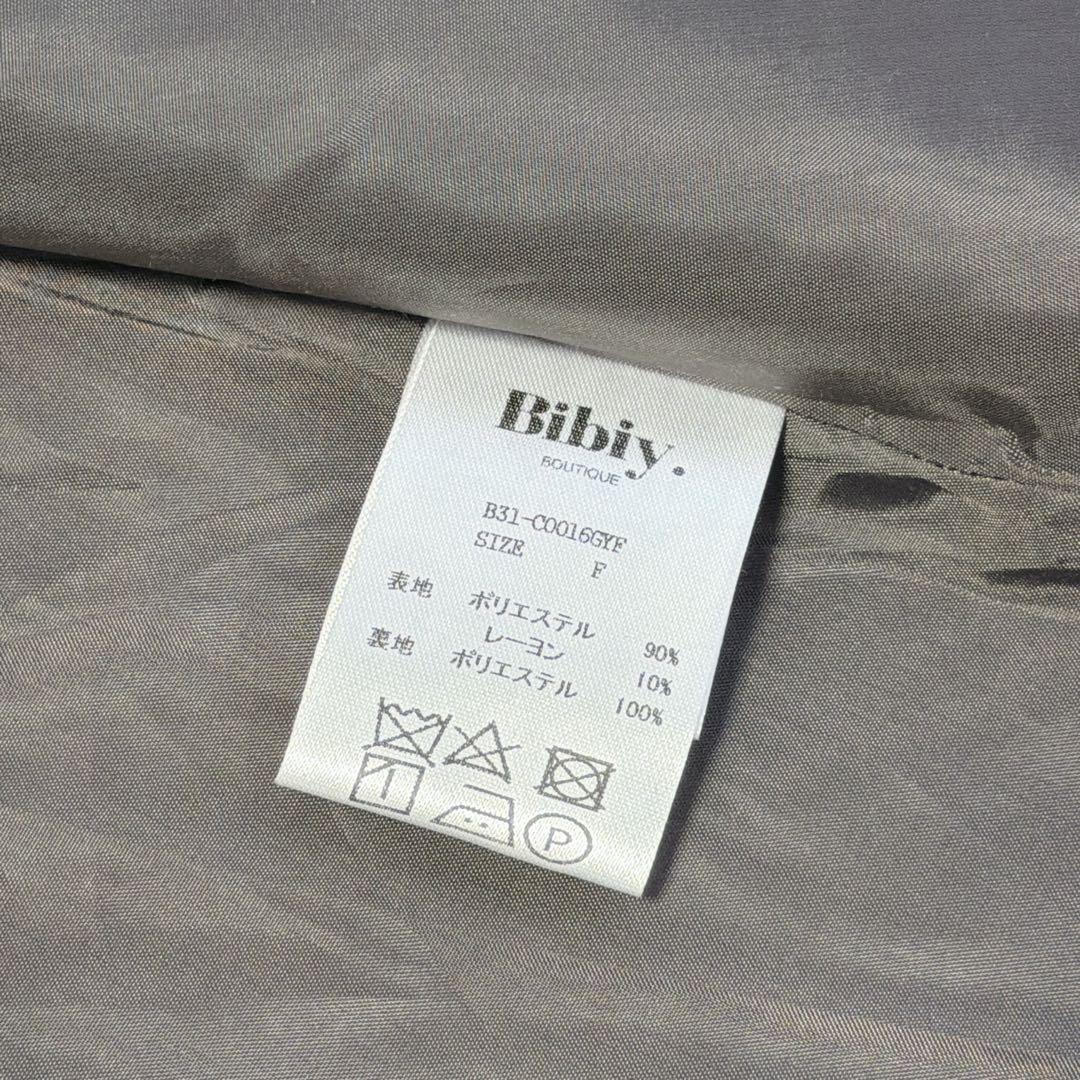 Bibiy.
BOUTIQUE
B31-C0016GYF
SIZE F
表地 ポリエステル 90%
レーヨン 10%
裏地 ポリエステル 100%
P